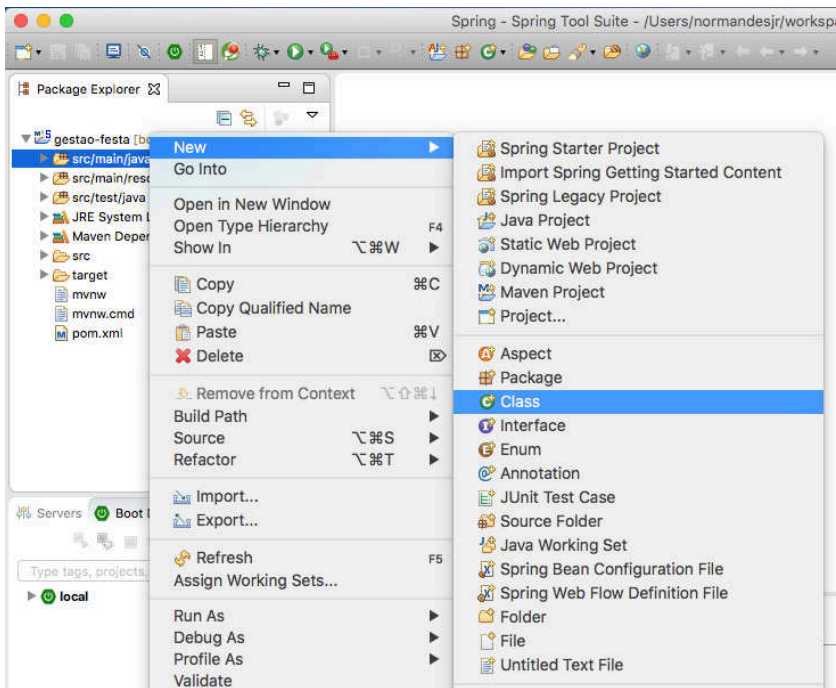 Spring - Spring Tool Suite - /Users/normandesjr/workspa
Package Explorer
gestao-festa [bo
src/main/java
src/main/reso
src/test/java
JRE System L
Maven Depen
src
target
mvnw
mvnw.cmd
pom.xml
Servers Boot
Type tags, projects,
local
New
Go Into
Open in New Window
Open Type Hierarchy F4
Show In ⌥⌘W
Copy ⌘C
Copy Qualified Name
Paste ⌘V
Delete ⌦
Remove from Context ⌥⇧⌘↓
Build Path
Source ⌥⌘S
Refactor ⌥⌘T
Import...
Export...
Refresh F5
Assign Working Sets...
Run As
Debug As
Profile As
Validate
Spring Starter Project
Import Spring Getting Started Content
Spring Legacy Project
Java Project
Static Web Project
Dynamic Web Project
Maven Project
Project...
Aspect
Package
Class
Interface
Enum
Annotation
JUnit Test Case
Source Folder
Java Working Set
Spring Bean Configuration File
Spring Web Flow Definition File
Folder
File
Untitled Text File